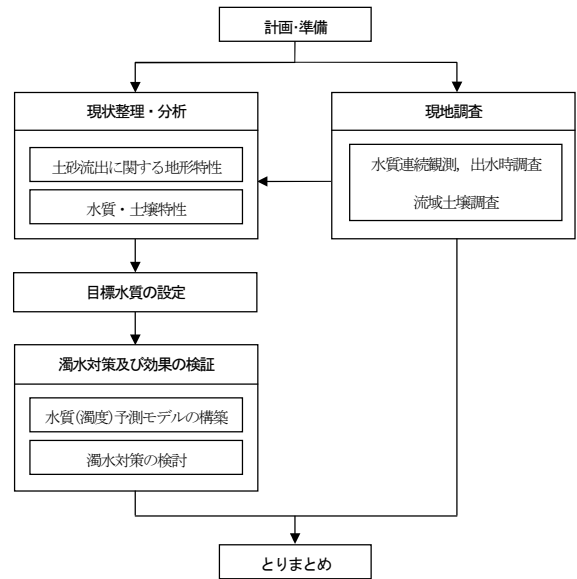 計画･準備
現状整理・分析
土砂流出に関する地形特性
水質・土壌特性
現地調査
水質連続観測，出水時調査
流域土壌調査
目標水質の設定
濁水対策及び効果の検証
水質(濁度)予測モデルの構築
濁水対策の検討
とりまとめ